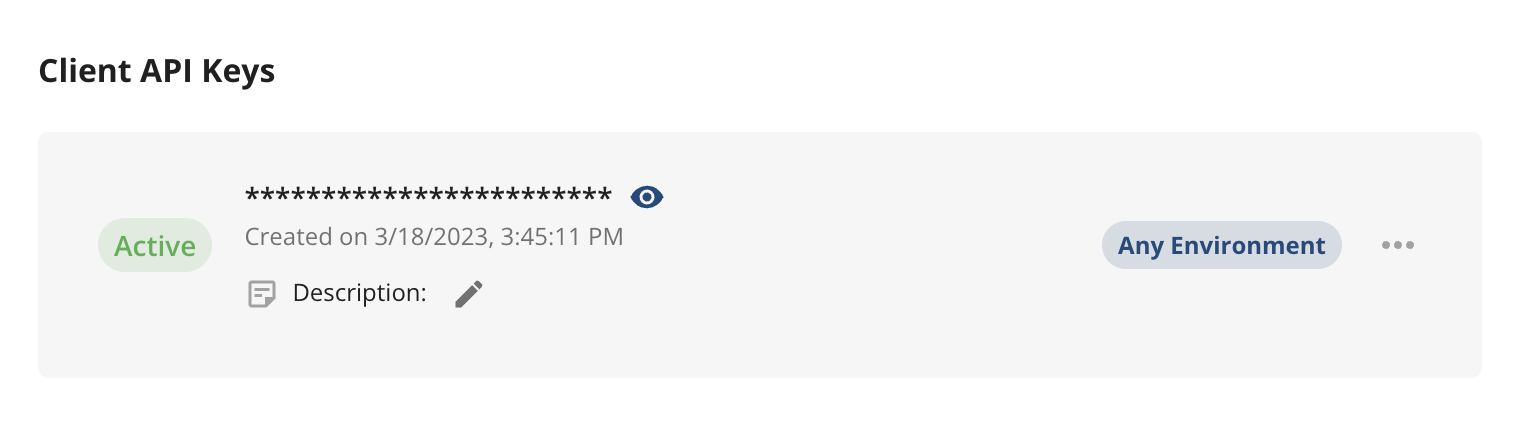 Client API Keys
************************
Active
Created on 3/18/2023, 3:45:11 PM
Description:
Any Environment